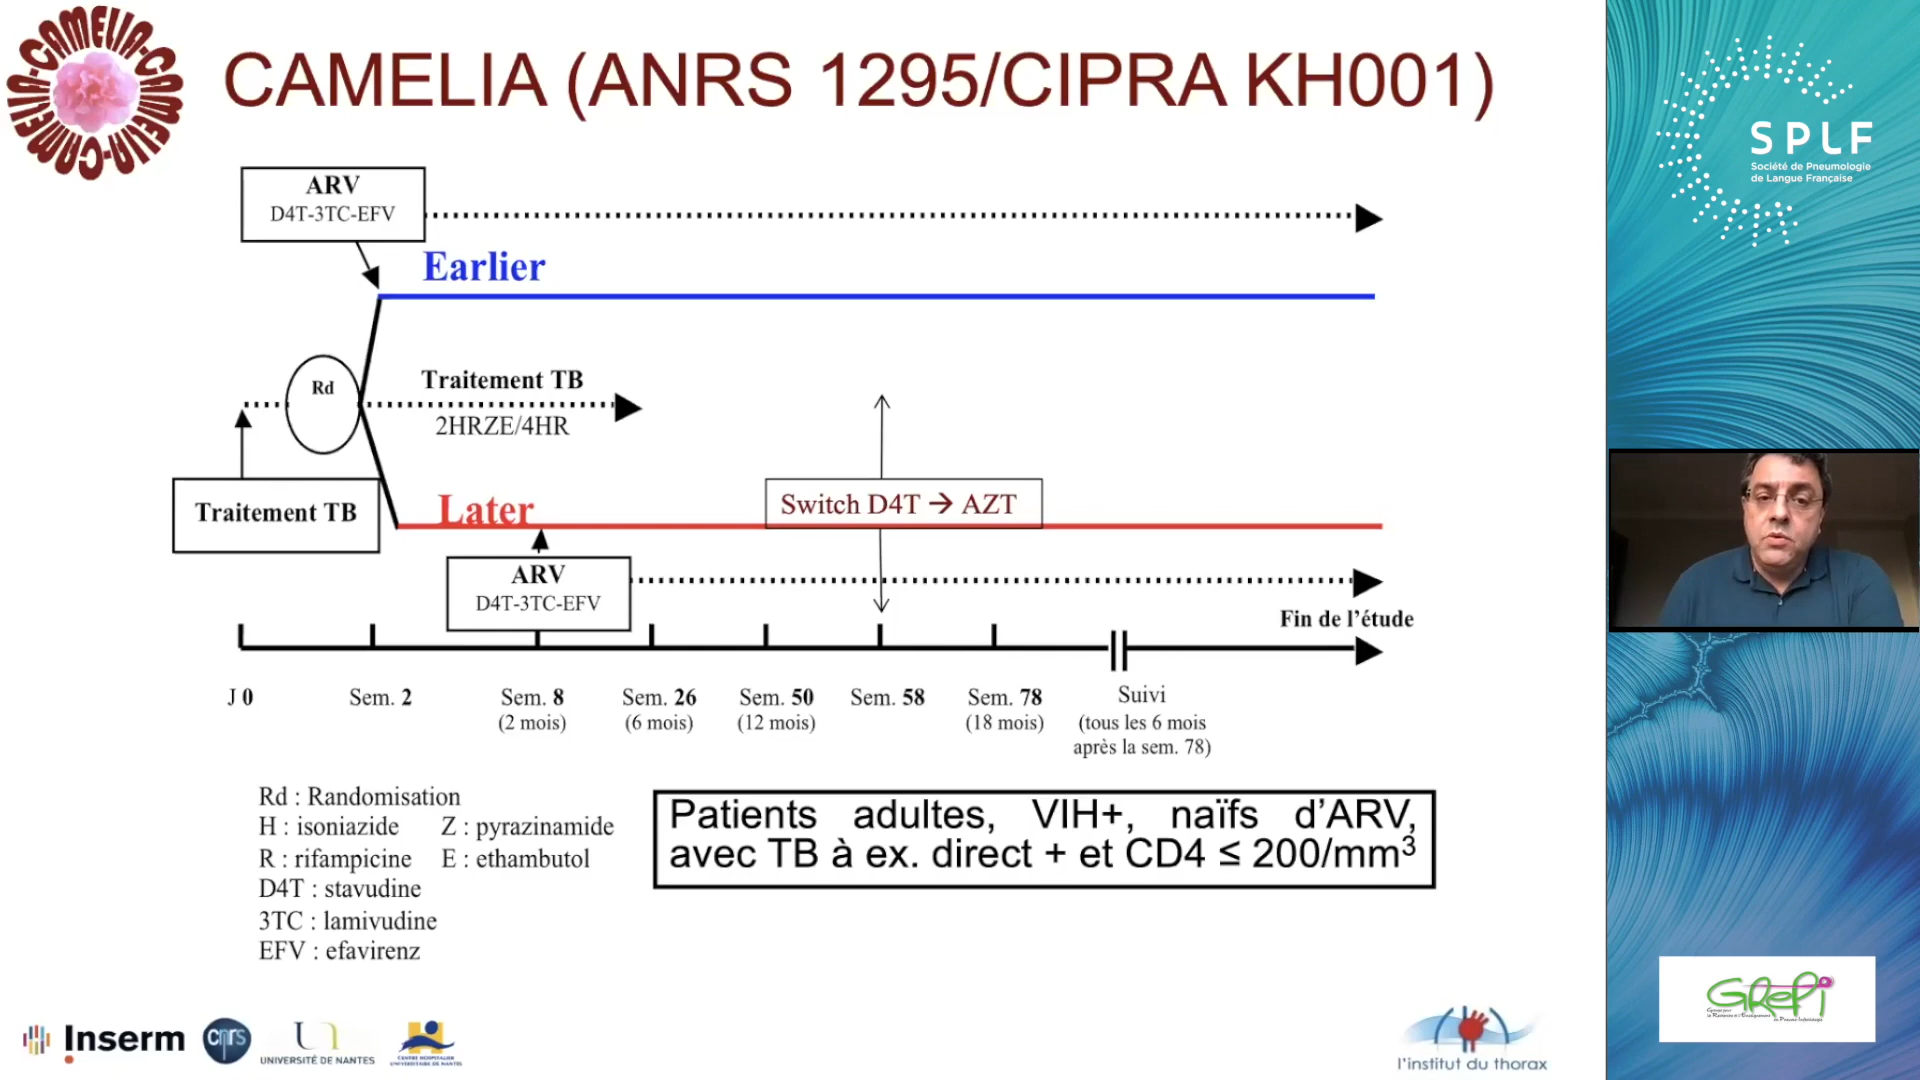 CAMELIA-CAMELIA-CAMELIA-CAMELIA
CAMELIA (ANRS 1295/CIPRA KH001)
ARV
D4T-3TC-EFV
Earlier
Rd
Traitement TB
2HRZE/4HR
Traitement TB
Later
Switch D4T → AZT
ARV
D4T-3TC-EFV
Fin de l’étude
J 0
Sem. 2
Sem. 8
(2 mois)
Sem. 26
(6 mois)
Sem. 50
(12 mois)
Sem. 58
Sem. 78
(18 mois)
Suivi
(tous les 6 mois
après la sem. 78)
Rd : Randomisation
H : isoniazide Z : pyrazinamide
R : rifampicine E : ethambutol
D4T : stavudine
3TC : lamivudine
EFV : efavirenz
Patients adultes, VIH+, naïfs d’ARV,
avec TB à ex. direct + et CD4 ≤ 200/mm³
Inserm
cnrs
UNIVERSITÉ DE NANTES
CENTRE HOSPITALIER
UNIVERSITAIRE DE NANTES
l’institut du thorax
SPLF
Société de Pneumologie
de Langue Française
GREPI